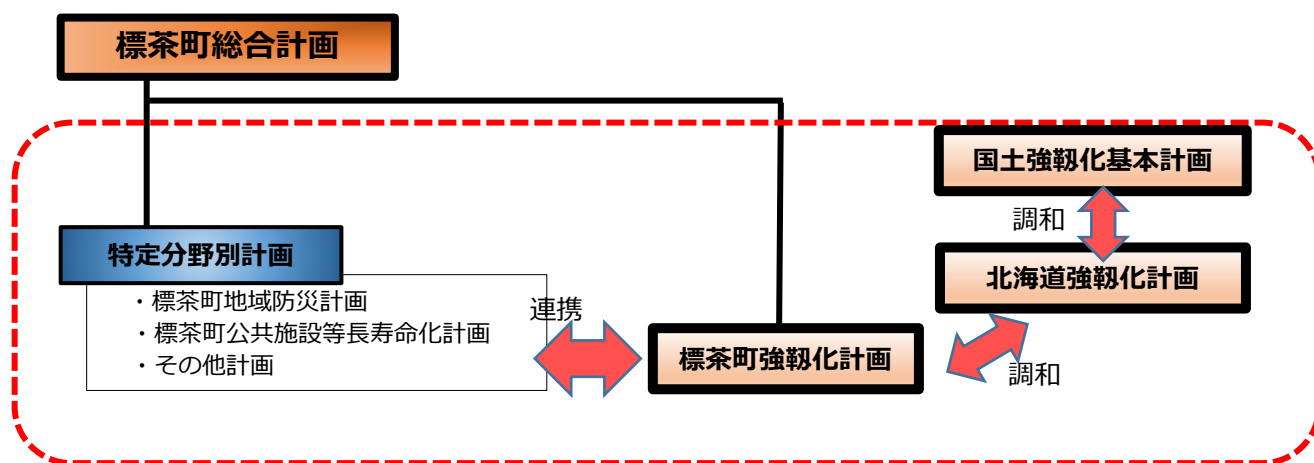 標茶町総合計画
国土強靱化基本計画
調和
特定分野別計画
北海道強靱化計画
・標茶町地域防災計画
・標茶町公共施設等長寿命化計画
・その他計画
連携
標茶町強靱化計画
調和